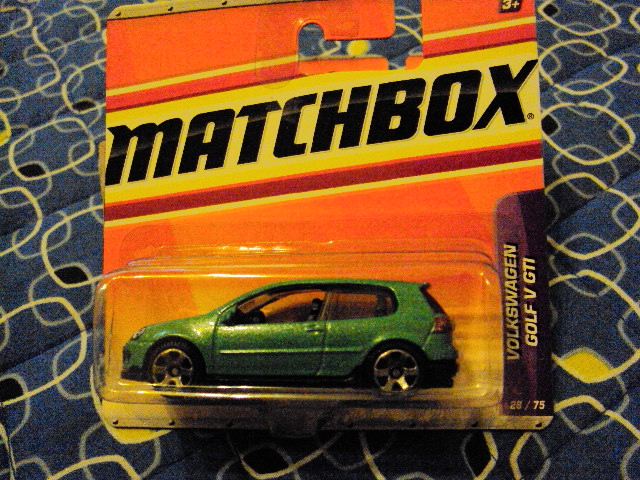 3+
MATCHBOX®
VOLKSWAGEN
GOLF V GTI
28 / 75